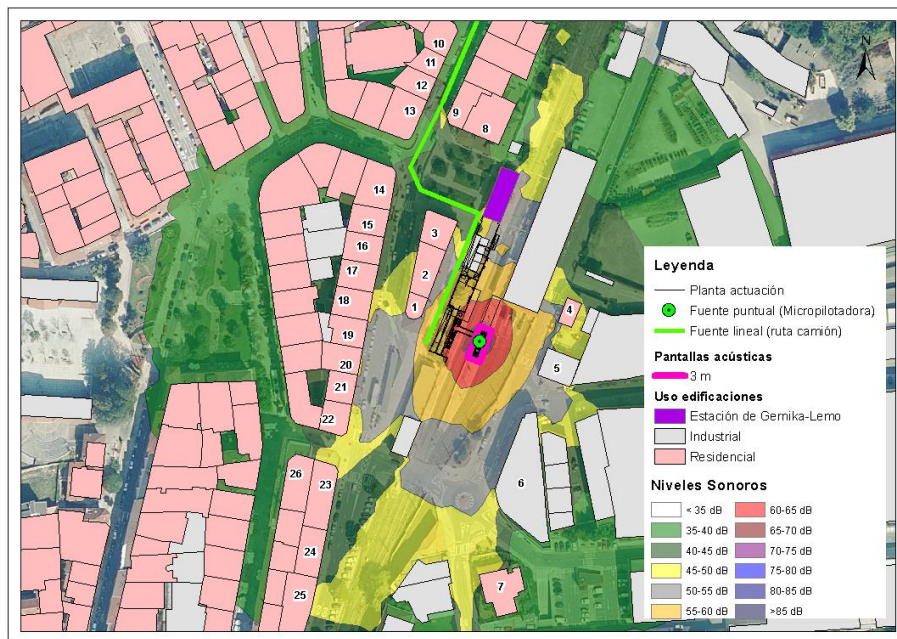 10
11
12
13
9
8
N
14
15
16
17
18
19
20
21
22
3
2
1
4
5
6
7
26
23
24
25
Leyenda
Planta actuación
Fuente puntual (Micropilotadora)
Fuente lineal (ruta camión)
Pantallas acústicas
3 m
Uso edificaciones
Estación de Gernika-Lemo
Industrial
Residencial
Niveles Sonoros
< 35 dB
60-65 dB
35-40 dB
65-70 dB
40-45 dB
70-75 dB
45-50 dB
75-80 dB
50-55 dB
80-85 dB
55-60 dB
>85 dB